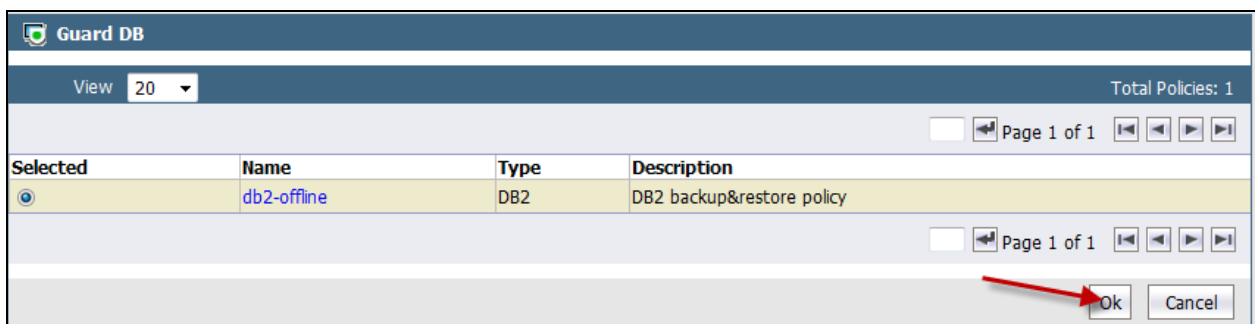 Guard DB
View 20 Total Policies: 1
Page 1 of 1
Selected Name Type Description
db2-offline DB2 DB2 backup&restore policy
Page 1 of 1
Ok Cancel